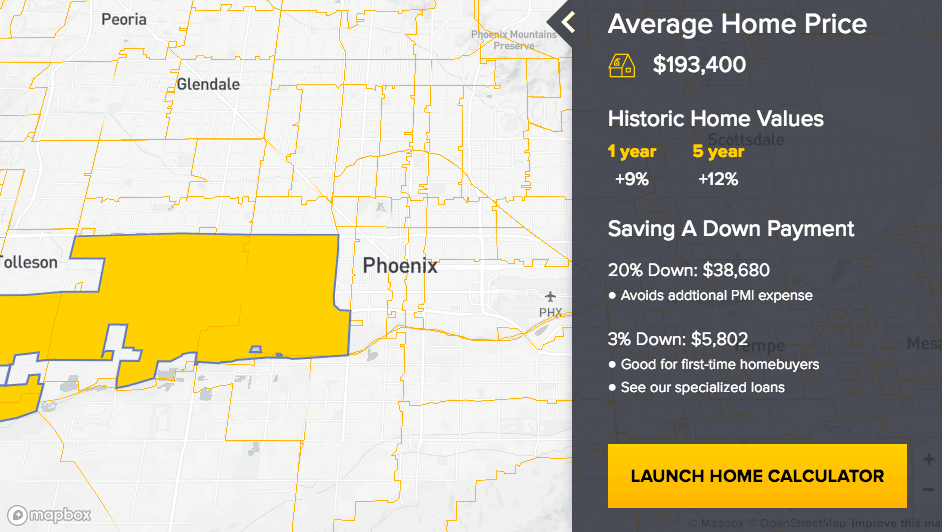 Peoria
Phoenix Mountains
Preserve
Glendale
Tolleson
Phoenix
PHX
Average Home Price
$193,400
Historic Home Values
Scottsdale
1 year 5 year
+9% +12%
Saving A Down Payment
20% Down: $38,680
• Avoids addtional PMI expense
3% Down: $5,802
Tempe
Mesa
• Good for first-time homebuyers
• See our specialized loans
LAUNCH HOME CALCULATOR
mapbox
© Mapbox © OpenStreetMap Improve this ma